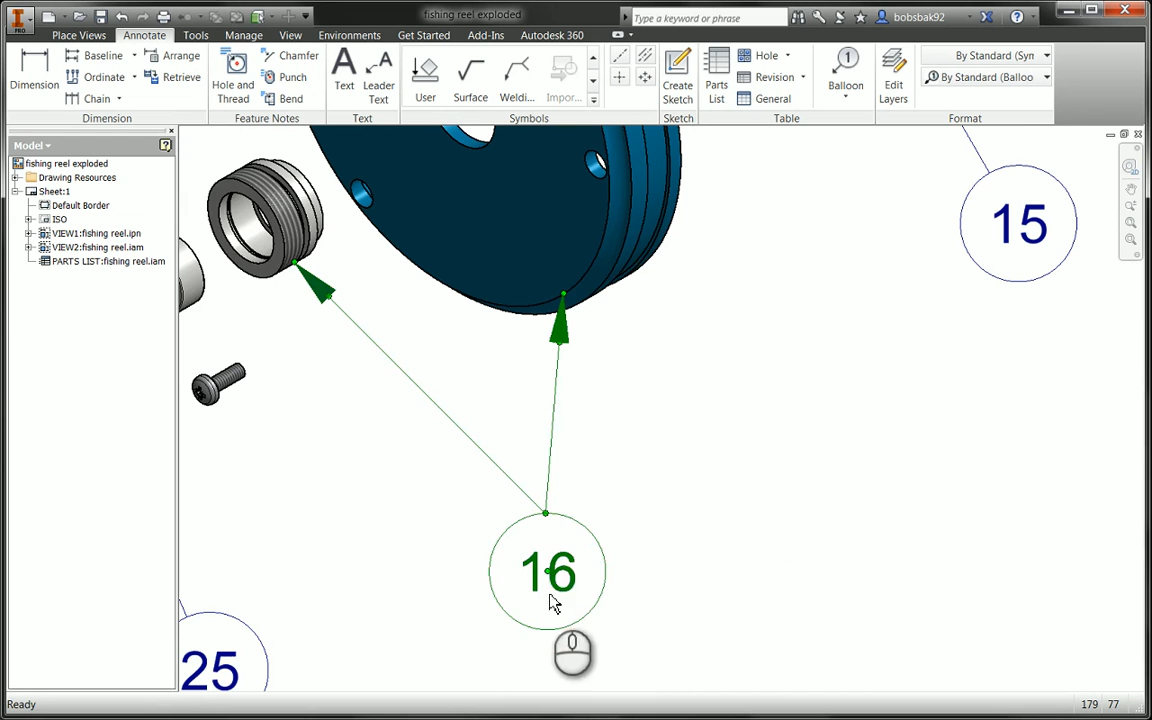 PRO
fishing reel exploded
Type a keyword or phrase
bobsbak92
Place Views
Annotate
Tools
Manage
View
Environments
Get Started
Add-Ins
Autodesk 360
Dimension
Baseline
Ordinate
Chain
Arrange
Retrieve
Dimension
Hole and Thread
Chamfer
Punch
Bend
Feature Notes
Text
Leader Text
Text
User
Surface
Weldi...
Impor...
Symbols
Create Sketch
Sketch
Parts List
Hole
Revision
General
Table
Balloon
Edit Layers
By Standard (Syn
By Standard (Balloo
Format
Model
fishing reel exploded
Drawing Resources
Sheet:1
Default Border
ISO
VIEW1:fishing reel.ipn
VIEW2:fishing reel.iam
PARTS LIST:fishing reel.iam
15
16
25
Ready
179
77